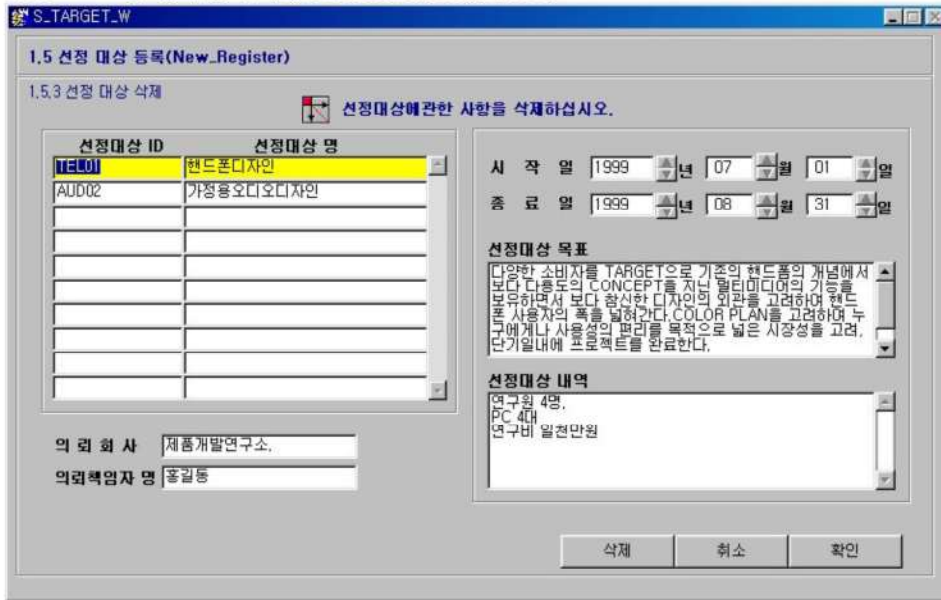 S_TARGET_W
1.5 선정 대상 등록(New_Register)
1.5.3 선정 대상 삭제
선정대상에관한 사항을 삭제하십시오.
선정대상 ID 선정대상 명
TEL01 핸드폰디자인
AUD02 가정용오디오디자인
의 뢰 회 사 제품개발연구소.
의뢰책임자 명 홍길동
시 작 일 1999 년 07 월 01 일
종 료 일 1999 년 08 월 31 일
선정대상 목표
다양한 소비자를 TARGET으로 기존의 핸드폼의 개념에서
보다 다용도의 CONCEPT을 지닌 멀티미디어의 기능을
보유하면서 보다 참신한 디자인의 외관을 고려하여 핸드
폰 사용자의 폭을 넓혀간다.COLOR PLAN을 고려하여 누
구에게나 사용성의 편리를 목적으로 넓은 시장성을 고려.
단기일내에 프로젝트를 완료한다.
선정대상 내역
연구원 4명.
PC 4대
연구비 일천만원
삭제 취소 확인